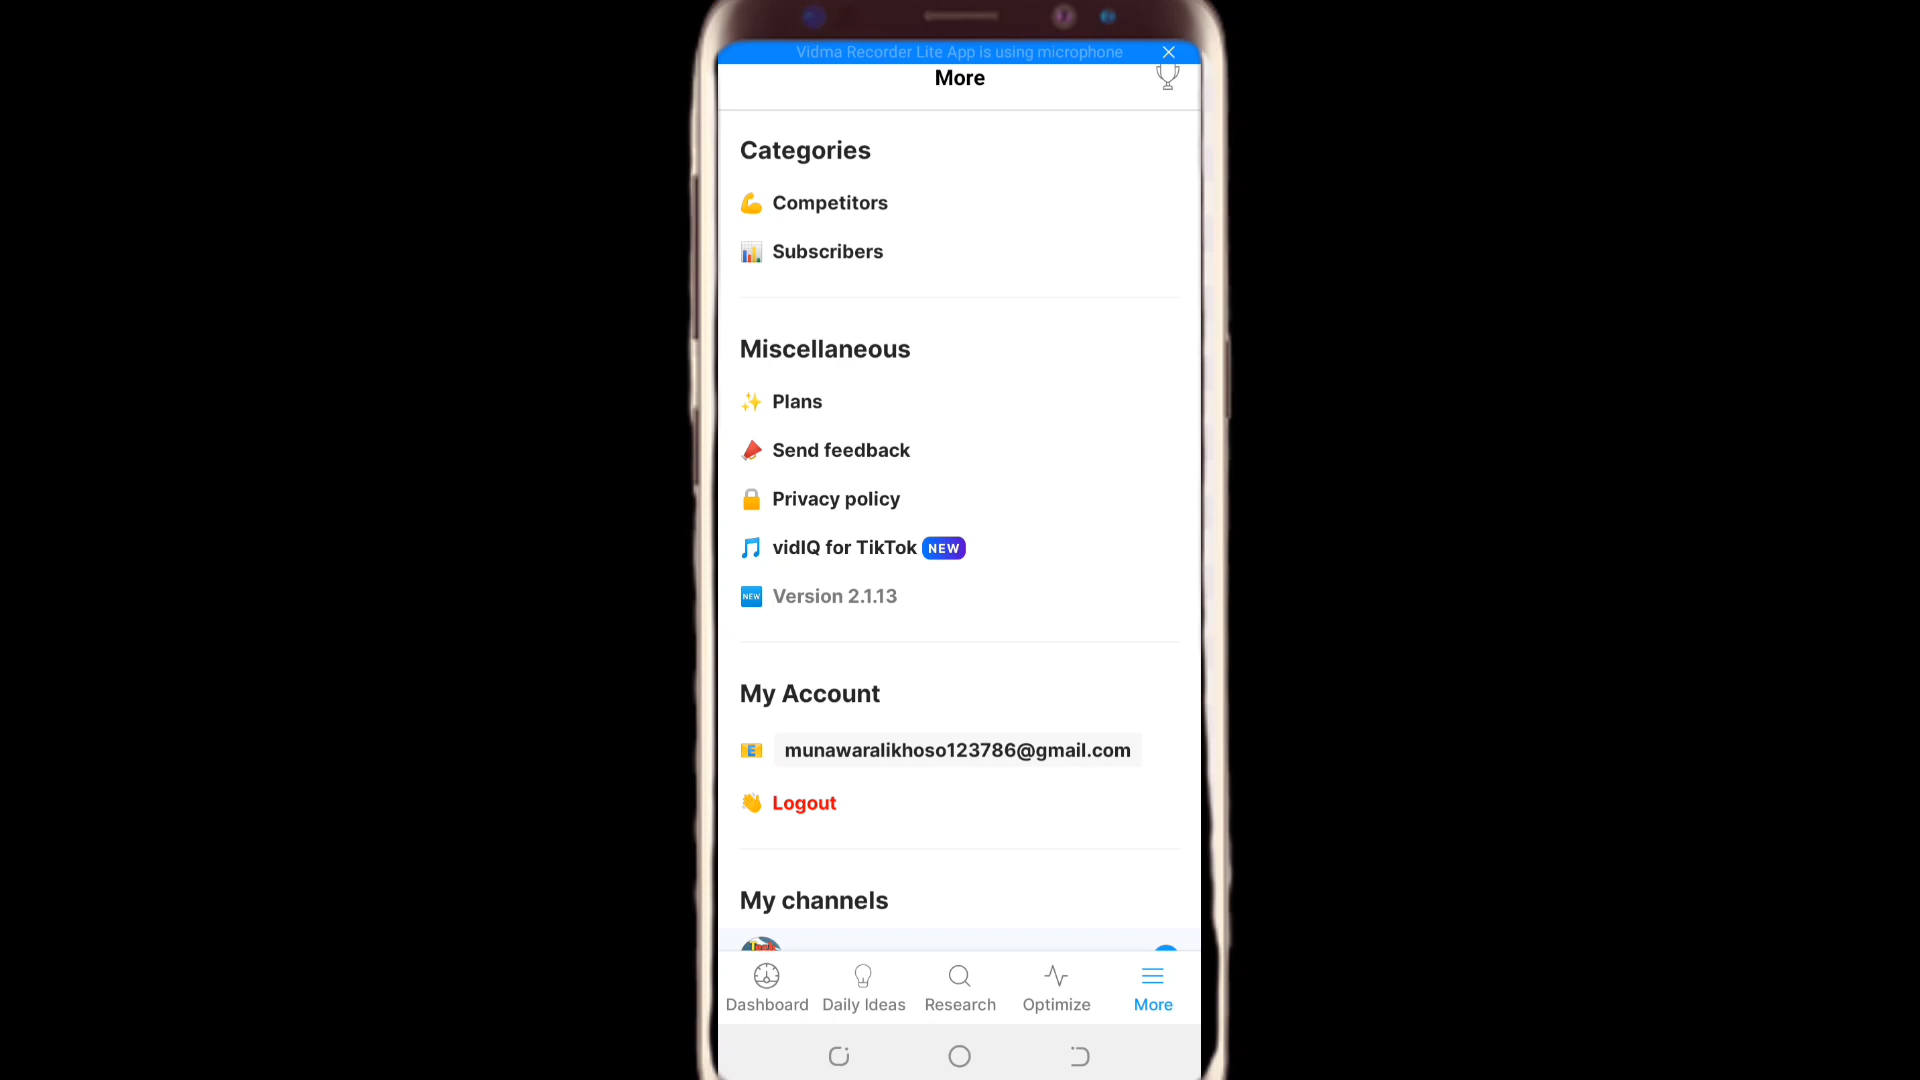 Vidma Recorder Lite App is using microphone
More
Categories
Competitors
Subscribers
Miscellaneous
Plans
Send feedback
Privacy policy
vidIQ for TikTok NEW
NEW Version 2.1.13
My Account
munawaralikhoso123786@gmail.com
Logout
My channels
Dashboard Daily Ideas Research Optimize More